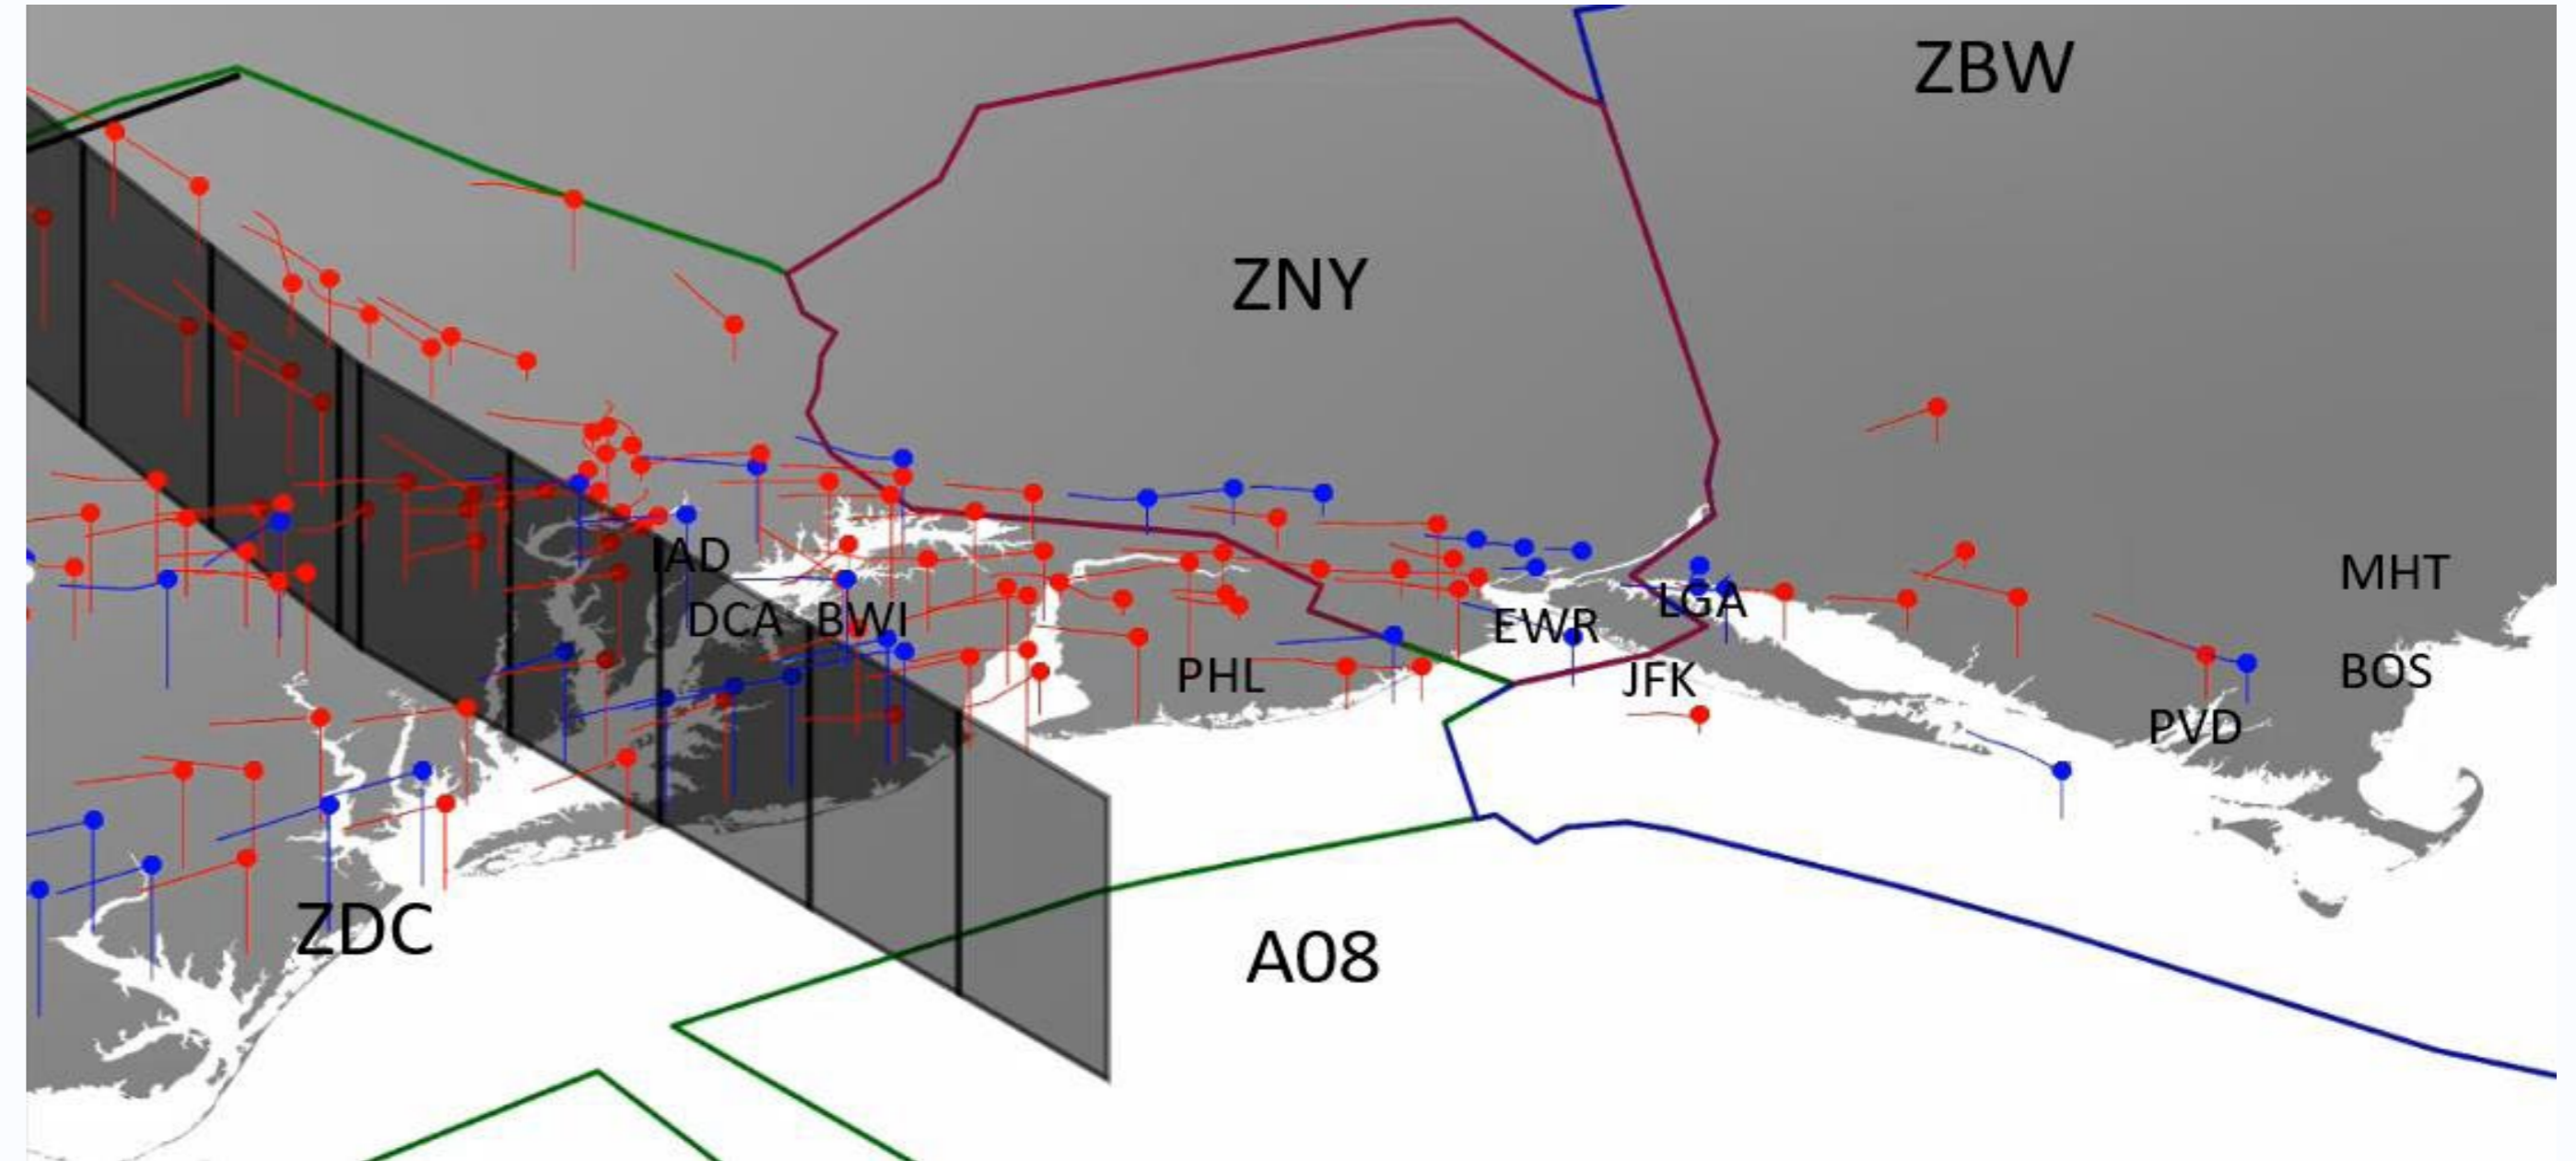 ZBW
ZNY
IAD
DCA
BWI
PHL
EWR
LGA
JFK
MHT
BOS
PVD
ZDC
A08